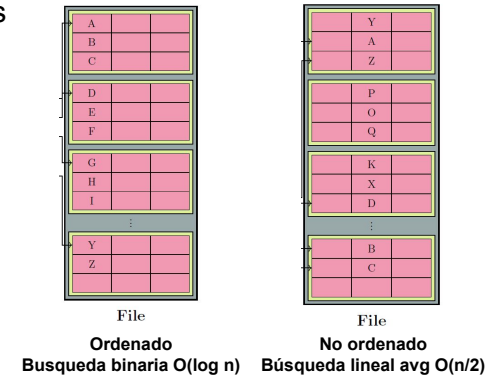 s
A
B
C
D
E
F
G
H
I
⋮
Y
Z
File
Ordenado
Busqueda binaria O(log n)
Y
A
Z
P
O
Q
K
X
D
⋮
B
C
File
No ordenado
Búsqueda lineal avg O(n/2)